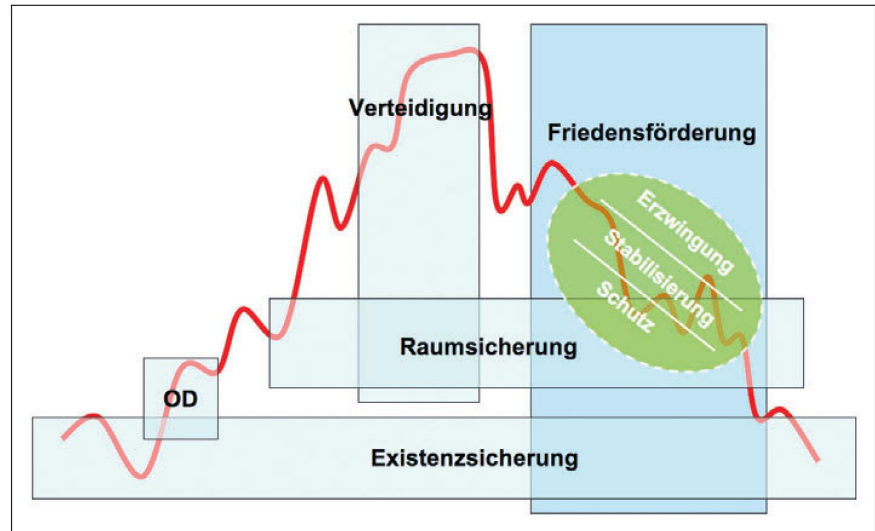 Verteidigung
Friedensförderung
Erzwingung
Stabilisierung
Schutz
Raumsicherung
OD
Existenzsicherung